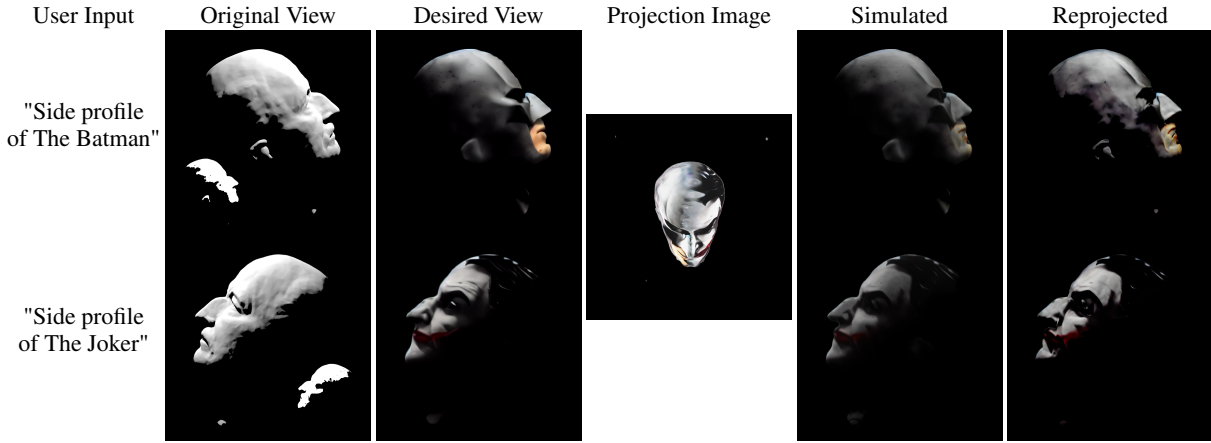 User Input Original View Desired View Projection Image Simulated Reprojected
"Side profile
of The Batman"
"Side profile
of The Joker"